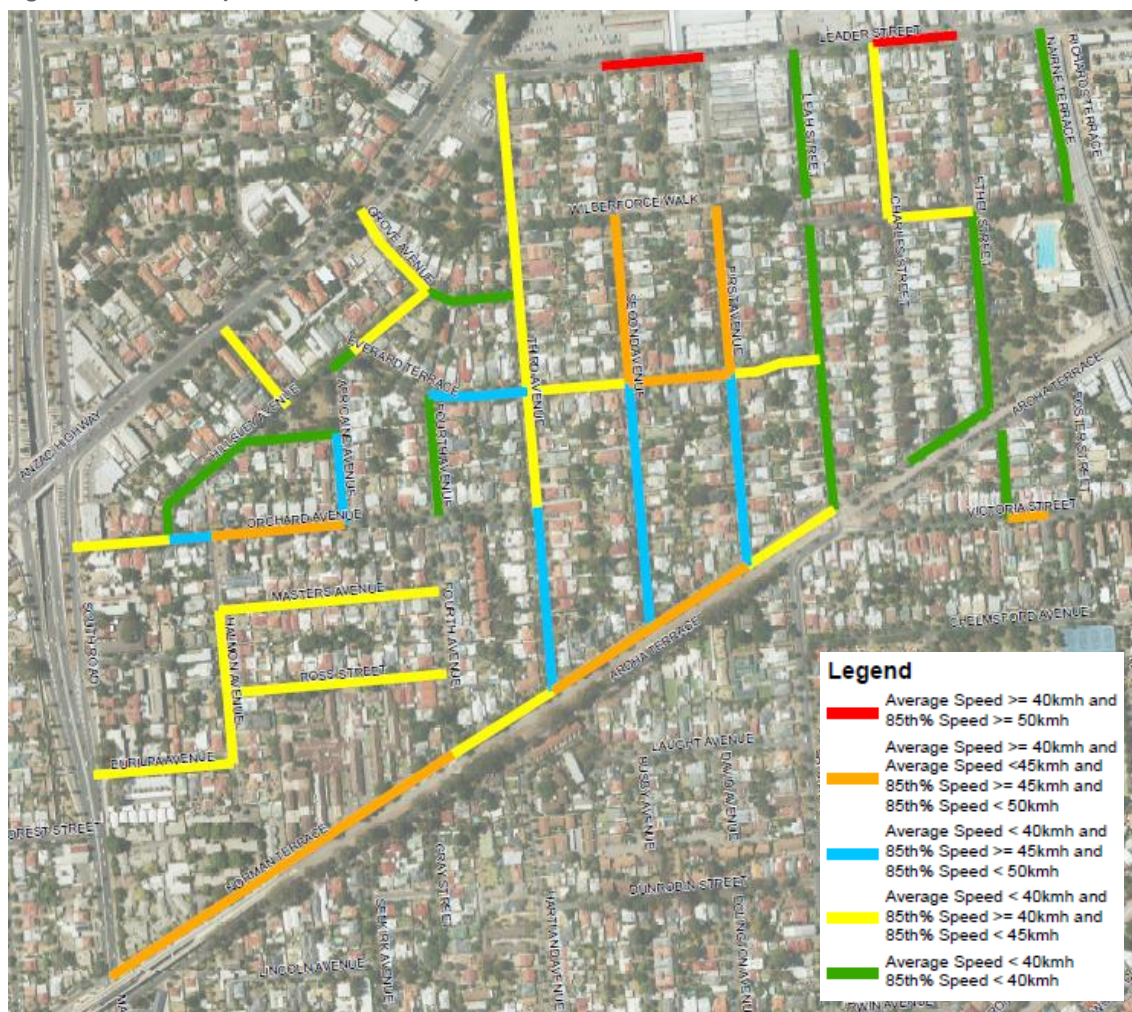 LEADER STREET
RICHARDS TERRACE
NAIRNE TERRACE
LEAH STREET
WILBERFORCE WALK
ETHEL STREET
CHARLES STREET
GROVE AVENUE
SECOND AVENUE
FIRST AVENUE
THIRD AVENUE
EVERARD TERRACE
ARCHA TERRACE
ANZAC HIGHWAY
HILLSLEY AVENUE
AFRICAINE AVENUE
FOURTH AVENUE
FOSTER STREET
ORCHARD AVENUE
VICTORIA STREET
MASTERS AVENUE
FOURTH AVENUE
SOUTH ROAD
HALMON AVENUE
CHELMSFORD AVENUE
ROSS STREET
ARCHA TERRACE
BURILPA AVENUE
LAUGHT AVENUE
BUSBY AVENUE
DAVID AVENUE
FOREST STREET
NORMAN TERRACE
GRAY STREET
DUNROBIN STREET
SELKIRK AVENUE
HARTLAND AVENUE
LINCOLN AVENUE
Legend
Average Speed >= 40kmh and
85th% Speed >= 50kmh
Average Speed >= 40kmh and
Average Speed <45kmh and
85th% Speed >= 45kmh and
85th% Speed < 50kmh
Average Speed < 40kmh and
85th% Speed >= 45kmh and
85th% Speed < 50kmh
Average Speed < 40kmh and
85th% Speed >= 40kmh and
85th% Speed < 45kmh
Average Speed < 40kmh
85th% Speed < 40kmh